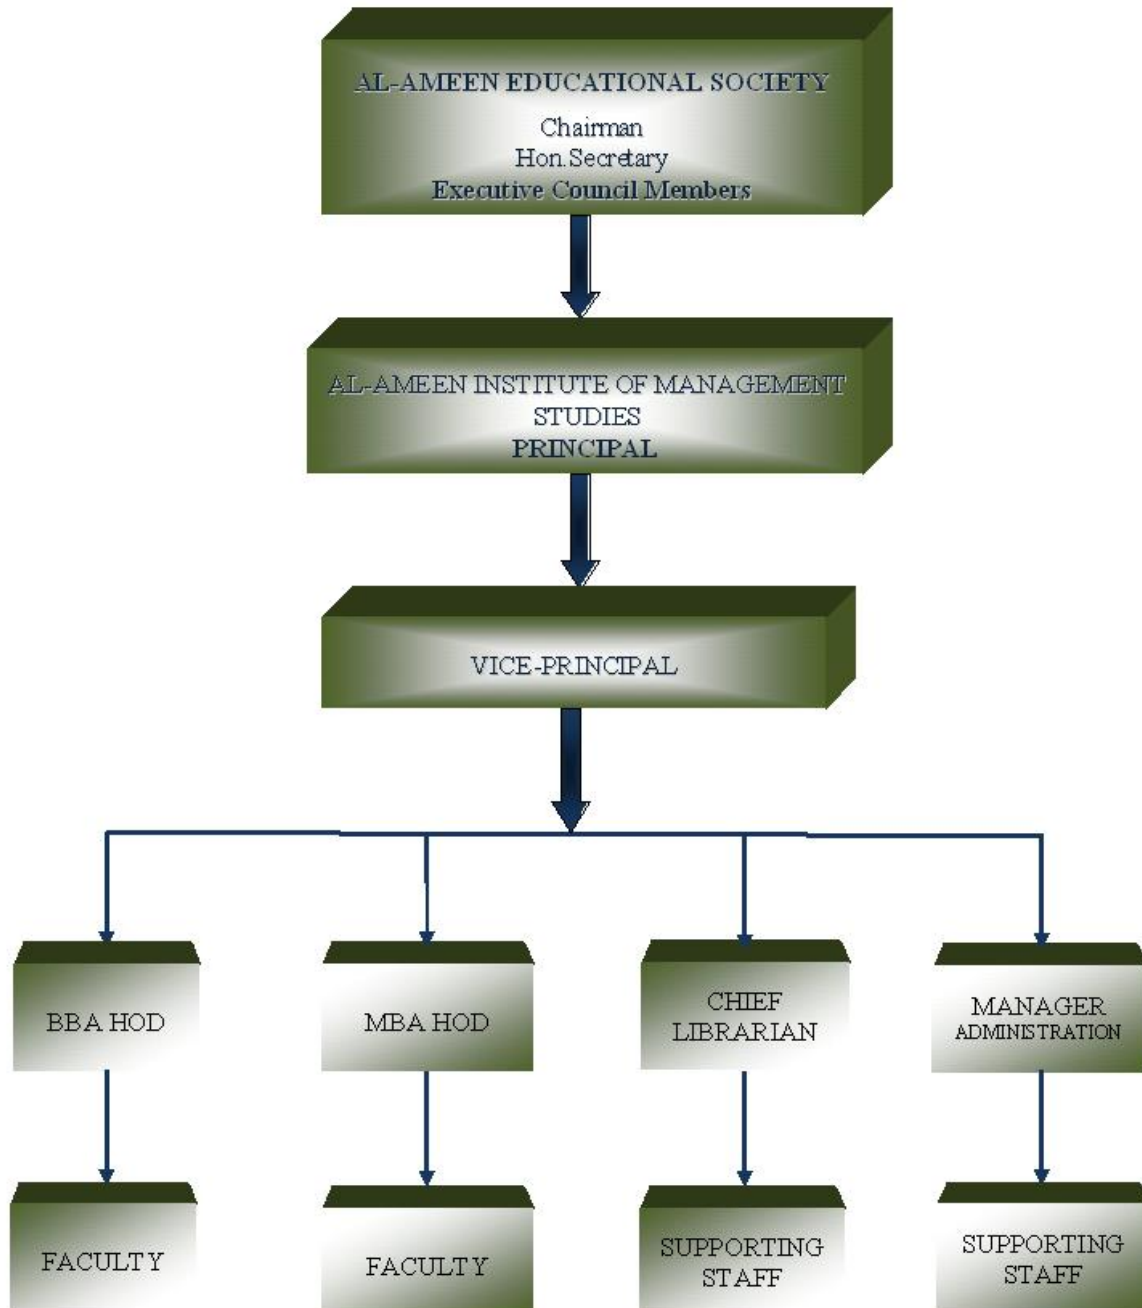 AL-AMEEN EDUCATIONAL SOCIETY
Chairman
Hon.Secretary
Executive Council Members
AL-AMEEN INSTITUTE OF MANAGEMENT
STUDIES
PRINCIPAL
VICE-PRINCIPAL
BBA HOD
MBA HOD
CHIEF
LIBRARIAN
MANAGER
ADMINISTRATION
FACULTY
FACULTY
SUPPORTING
STAFF
SUPPORTING
STAFF